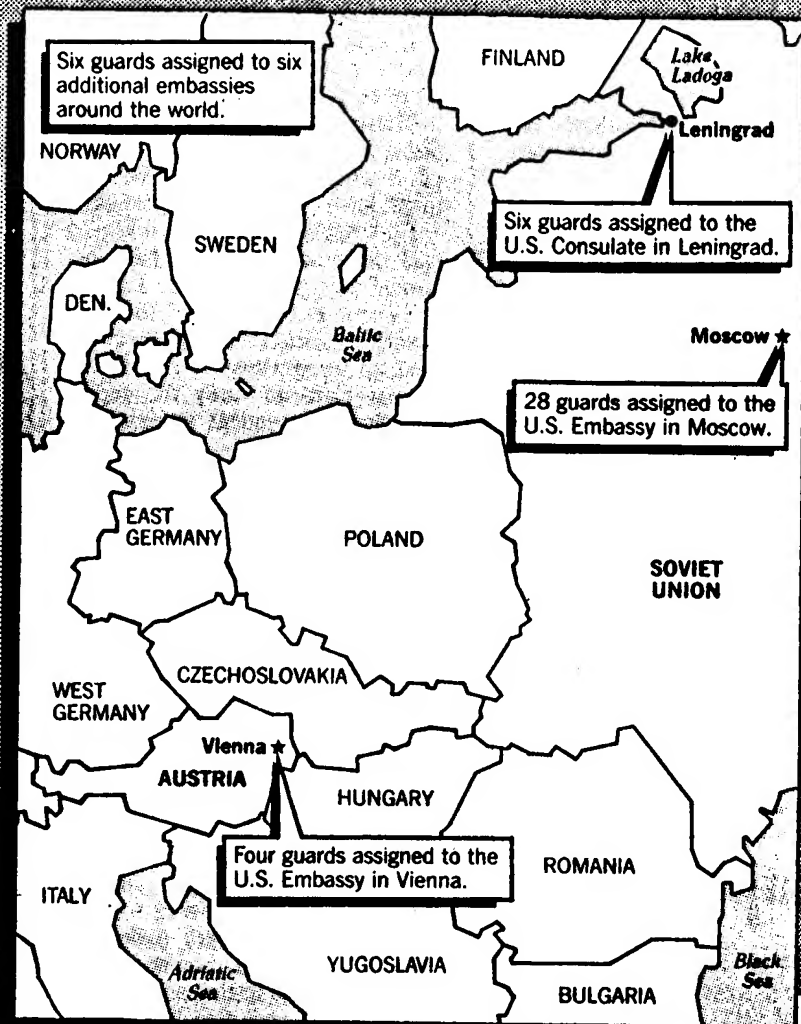 Six guards assigned to six
additional embassies
around the world.
FINLAND
Lake
Ladoga
Leningrad
NORWAY
Six guards assigned to the
U.S. Consulate in Leningrad.
SWEDEN
DEN.
Baltic
Sea
Moscow
28 guards assigned to the
U.S. Embassy in Moscow.
EAST
GERMANY
POLAND
SOVIET
UNION
CZECHOSLOVAKIA
WEST
GERMANY
Vienna
AUSTRIA
HUNGARY
Four guards assigned to the
U.S. Embassy in Vienna.
ROMANIA
ITALY
YUGOSLAVIA
Adriatic
Sea
Black
Sea
BULGARIA